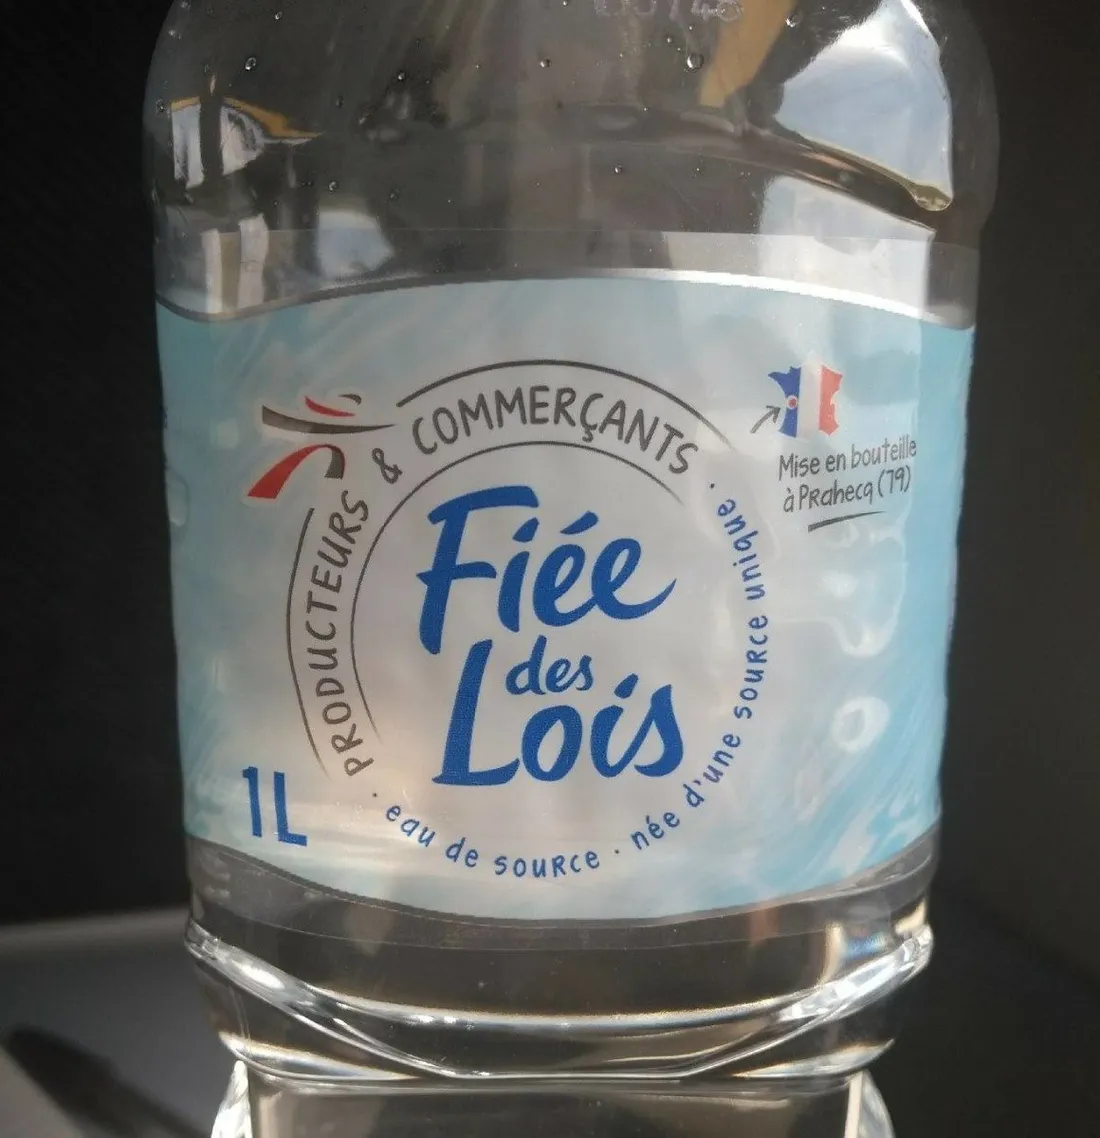 PRODUCTEURS & COMMERÇANTS
Mise en bouteille
à Prahecq (79)
Fiée
des
Lois
1L
· eau de source · née d'une source unique ·